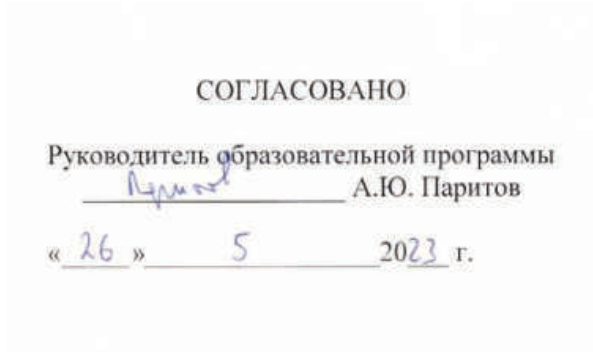 СОГЛАСОВАНО
Руководитель образовательной программы
А.Ю. Паритов
« 26 » 5 2023 г.